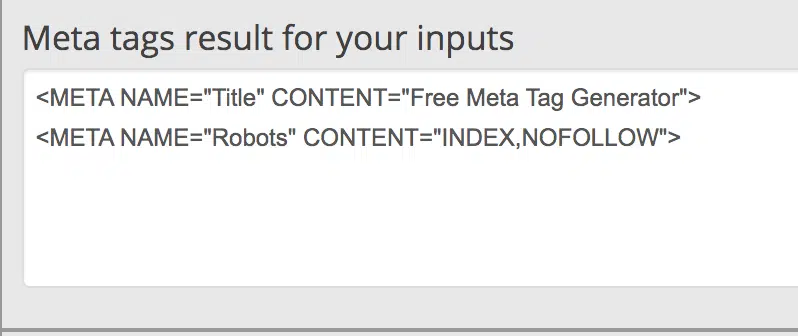 Meta tags result for your inputs
<META NAME="Title" CONTENT="Free Meta Tag Generator">
<META NAME="Robots" CONTENT="INDEX,NOFOLLOW">